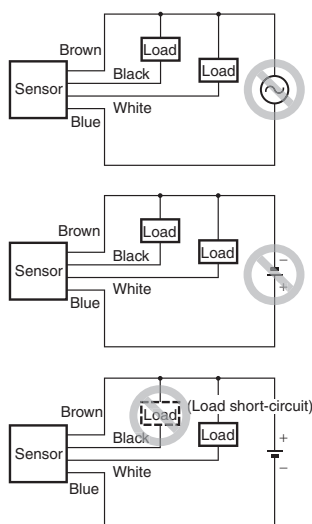 Brown
Load
Black
Load
Sensor
White
Blue
Brown
Load
Black
Load
−
+
Sensor
White
Blue
Brown
Load
(Load short-circuit)
Black
Load
+
−
Sensor
White
Blue